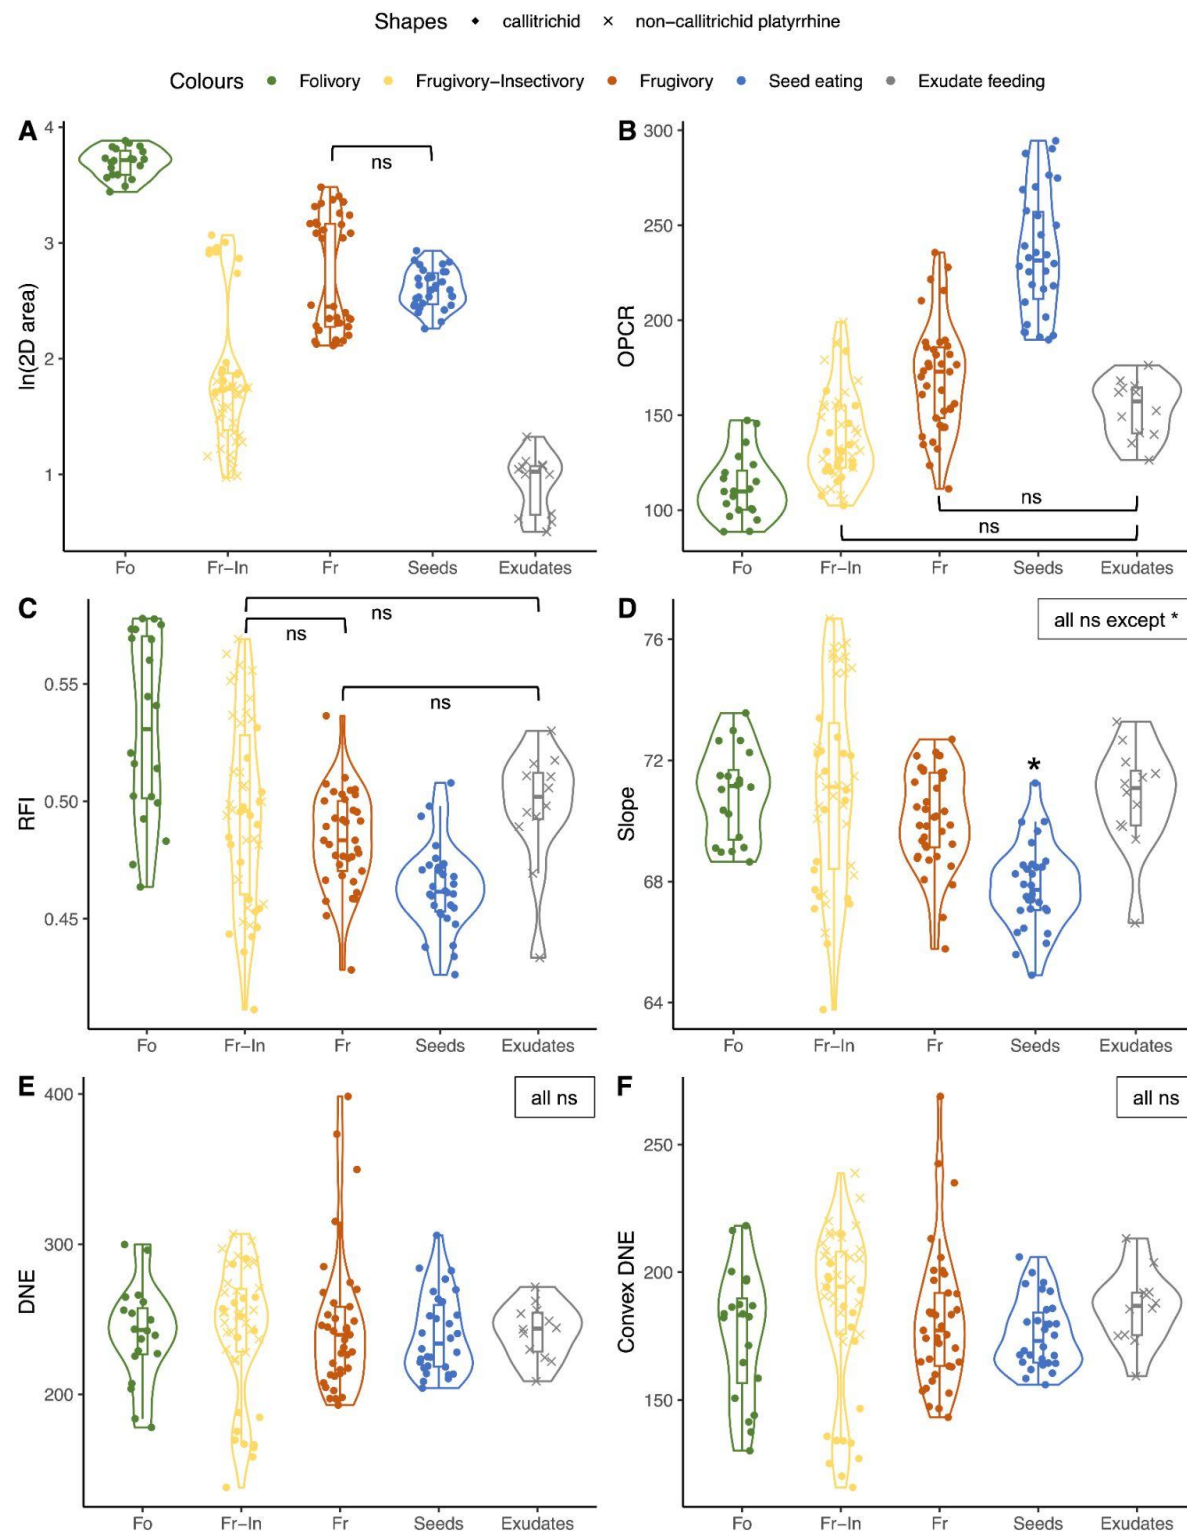 Shapes callitrichid non-callitrichid platyrrhine
Colours Folivory Frugivory-Insectivory Frugivory Seed eating Exudate feeding
A
ln(2D area)
4
3
2
1
ns
Fo Fr-In Fr Seeds Exudates
B
OPCR
300
250
200
150
100
ns
ns
Fo Fr-In Fr Seeds Exudates
C
RFI
0.55
0.50
0.45
ns
ns
ns
Fo Fr-In Fr Seeds Exudates
D
Slope
76
72
68
64
all ns except *
*
Fo Fr-In Fr Seeds Exudates
E
DNE
400
300
200
all ns
Fo Fr-In Fr Seeds Exudates
F
Convex DNE
250
200
150
all ns
Fo Fr-In Fr Seeds Exudates